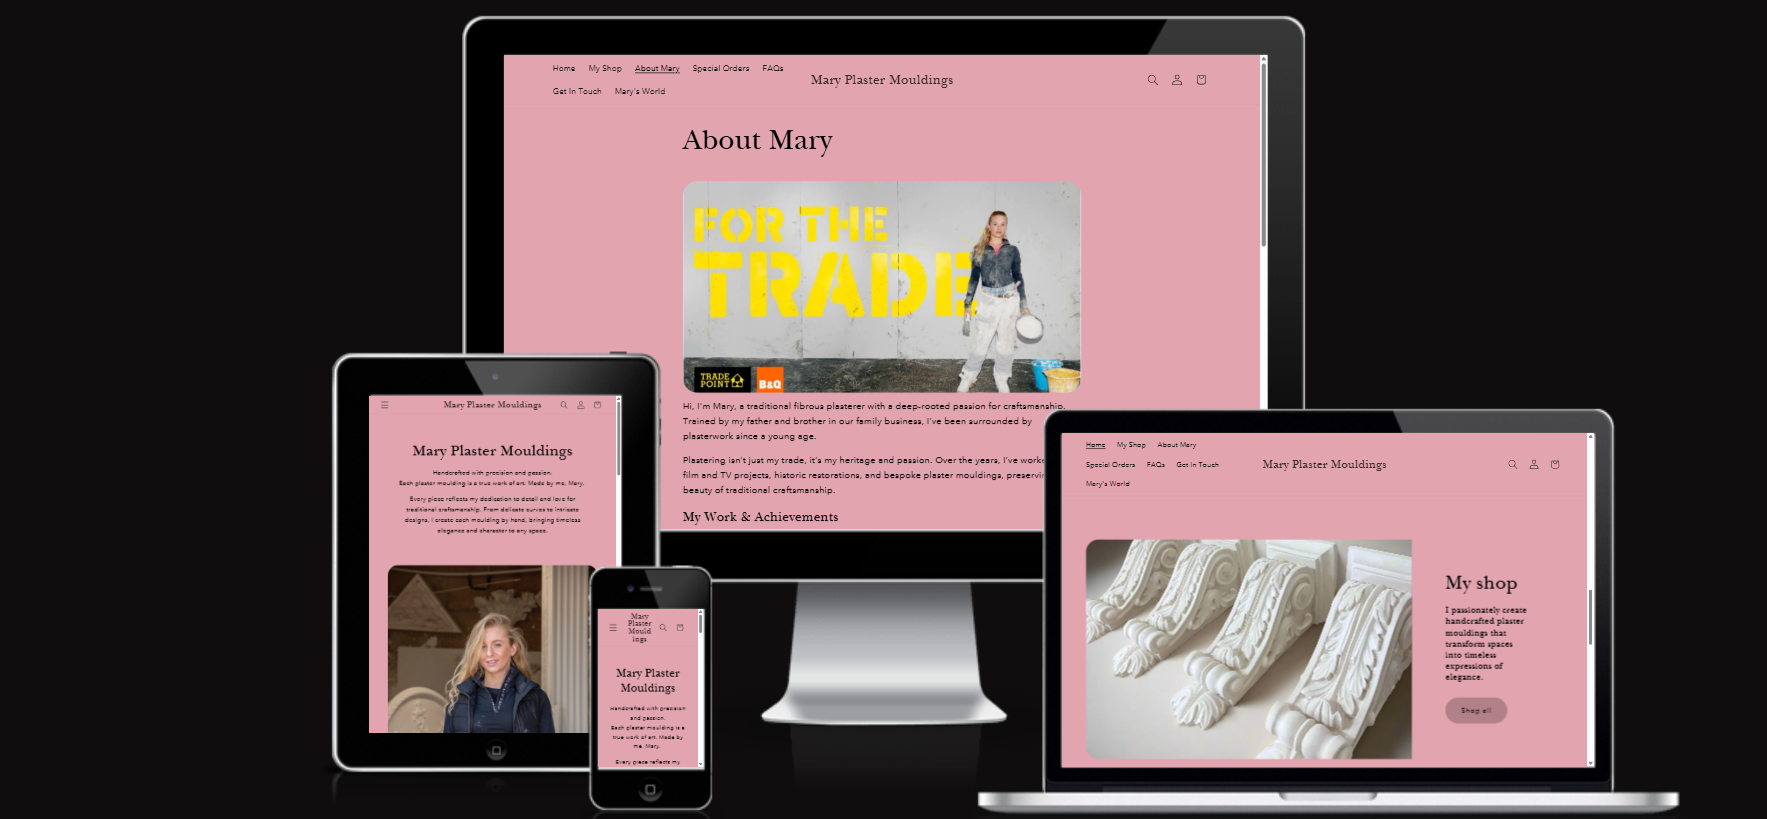 Home My Shop About Mary Special Orders FAQs
Get In Touch Mary's World
Mary Plaster Mouldings
About Mary
FOR THE
TRADE
TRADE
POINT
B&Q
Hi, I'm Mary, a traditional fibrous plasterer with a deep-rooted passion for craftsmanship.
Trained by my father and brother in our family business, I've been surrounded by
plasterwork since a young age.
Plastering isn't just my trade, it's my heritage and passion. Over the years, I've
film and TV projects, historic restorations, and bespoke plaster mouldings,
beauty of traditional craftsmanship.
My Work & Achievements
Mary Plaster Mouldings
Mary Plaster Mouldings
Handcrafted with precision and passion.
Each plaster moulding is a true work of art. Made by me, Mary.
Every piece reflects my dedication to detail and love for
traditional craftsmanship. From delicate curves to intricate
designs, I create each moulding by hand, bringing timeless
elegance and character to any space.
Mary
Plaster
Mould
ings
Mary Plaster
Mouldings
Handcrafted with precision
and passion.
Each plaster moulding is a
true work of art. Made by
me, Mary.
Every piece reflects my
Home My Shop About Mary
Special Orders FAQs Get In Touch
Mary's World
Mary Plaster Mouldings
My shop
I passionately create
handcrafted plaster
mouldings that
transform spaces
into timeless
expressions of
elegance.
Shop all